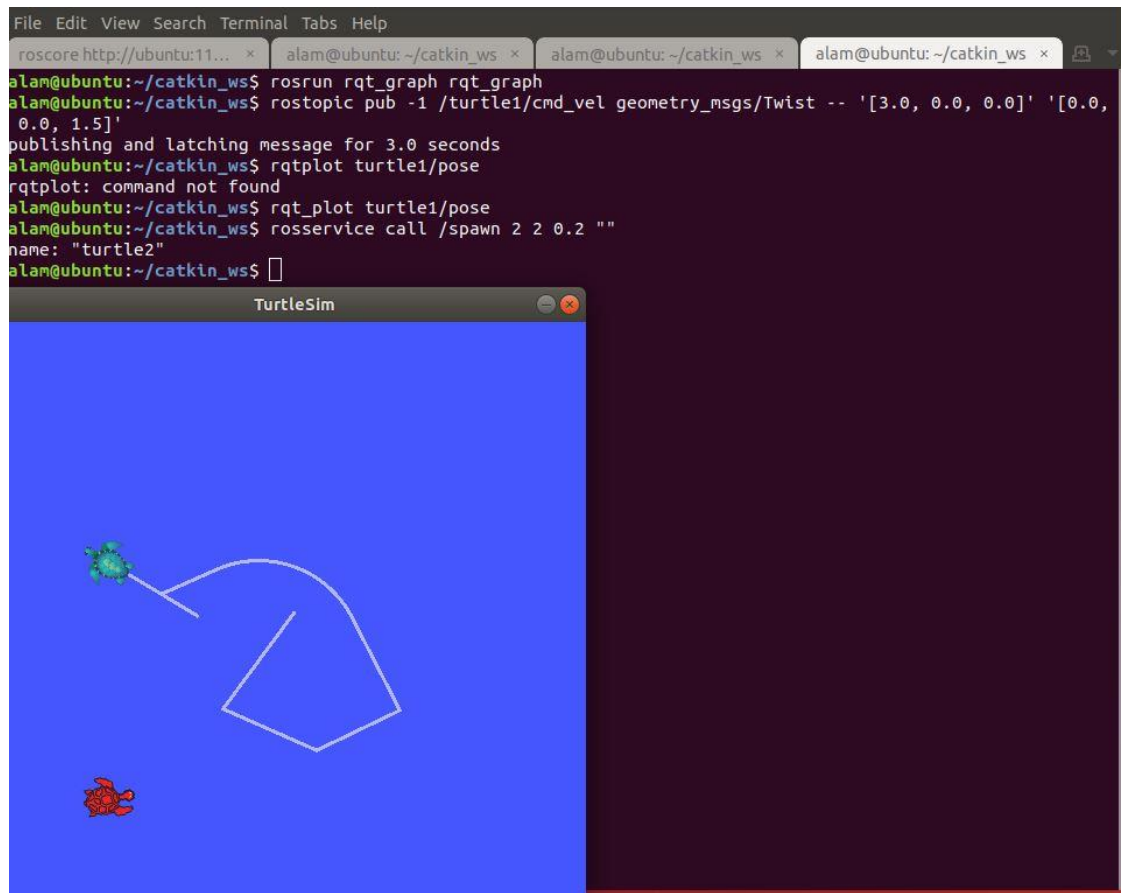 File Edit View Search Terminal Tabs Help
roscore http://ubuntu:11... × alam@ubuntu: ~/catkin_ws × alam@ubuntu: ~/catkin_ws × alam@ubuntu: ~/catkin_ws ×
alam@ubuntu:~/catkin_ws$ rosrun rqt_graph rqt_graph
alam@ubuntu:~/catkin_ws$ rostopic pub -1 /turtle1/cmd_vel geometry_msgs/Twist -- '[3.0, 0.0, 0.0]' '[0.0,
0.0, 1.5]'
publishing and latching message for 3.0 seconds
alam@ubuntu:~/catkin_ws$ rqtplot turtle1/pose
rqtplot: command not found
alam@ubuntu:~/catkin_ws$ rqt_plot turtle1/pose
alam@ubuntu:~/catkin_ws$ rosservice call /spawn 2 2 0.2 ""
name: "turtle2"
alam@ubuntu:~/catkin_ws$
TurtleSim